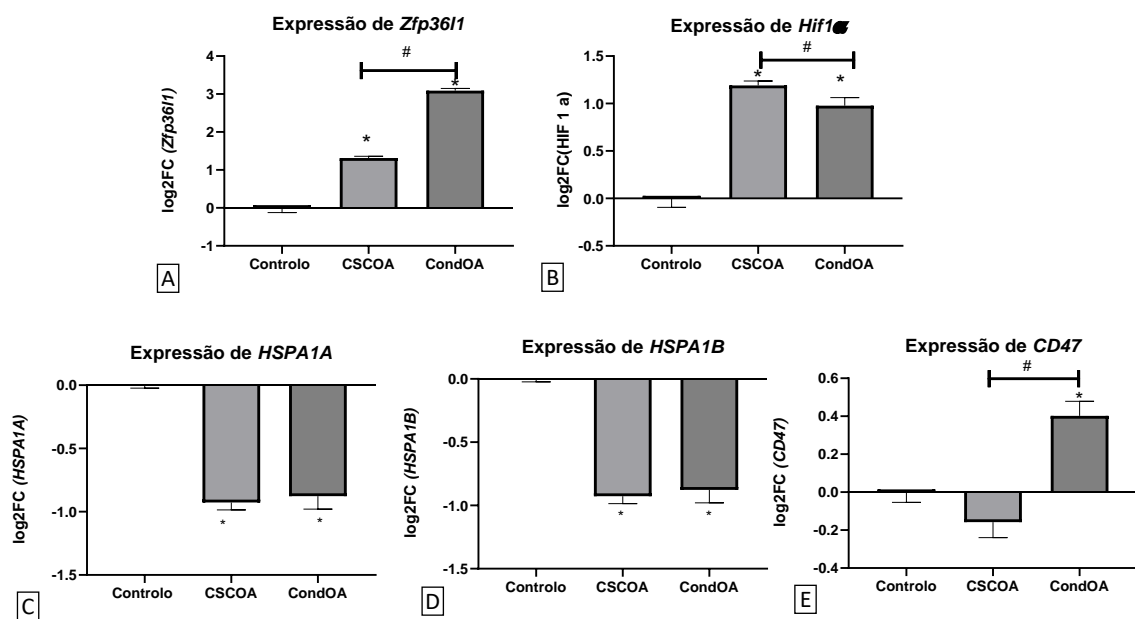 Expressão de Zfp36l1
log2FC (Zfp36l1)
4
3
2
1
0
-1
#
*
*
Controlo
CSCOA
CondOA
A
Expressão de Hif1α
log2FC(HIF 1 a)
1.5
1.0
0.5
0.0
-0.5
#
*
*
Controlo
CSCOA
CondOA
B
Expressão de HSPA1A
log2FC (HSPA1A)
0.0
-0.5
-1.0
-1.5
*
*
Controlo
CSCOA
CondOA
C
Expressão de HSPA1B
log2FC (HSPA1B)
0.0
-0.5
-1.0
-1.5
*
*
Controlo
CSCOA
CondOA
D
Expressão de CD47
log2FC (CD47)
0.6
0.4
0.2
0.0
-0.2
-0.4
#
*
Controlo
CSCOA
CondOA
E